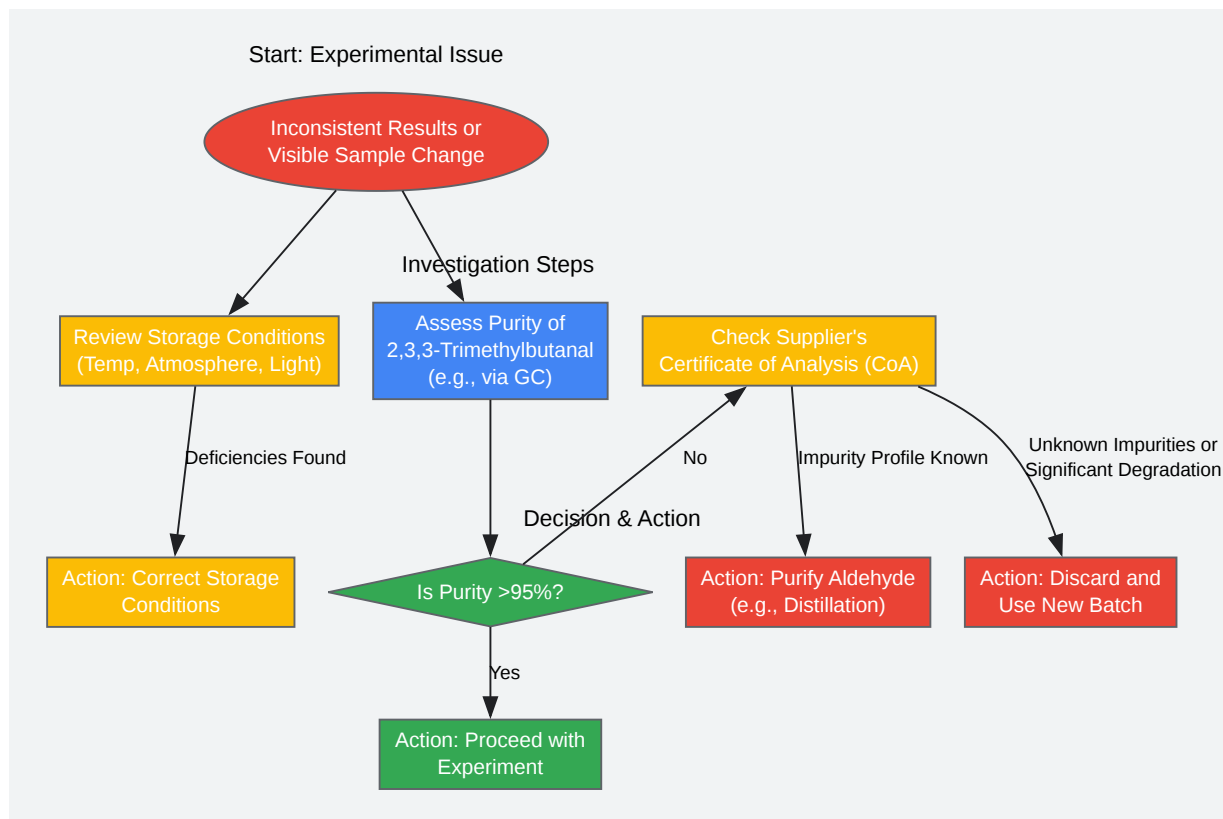 Start: Experimental Issue
Inconsistent Results or
Visible Sample Change
Investigation Steps
Review Storage Conditions
(Temp, Atmosphere, Light)
Assess Purity of
2,3,3-Trimethylbutanal
(e.g., via GC)
Check Supplier's
Certificate of Analysis (CoA)
Deficiencies Found
No
Impurity Profile Known
Unknown Impurities or
Significant Degradation
Decision & Action
Action: Correct Storage
Conditions
Is Purity >95%?
Action: Purify Aldehyde
(e.g., Distillation)
Action: Discard and
Use New Batch
Yes
Action: Proceed with
Experiment